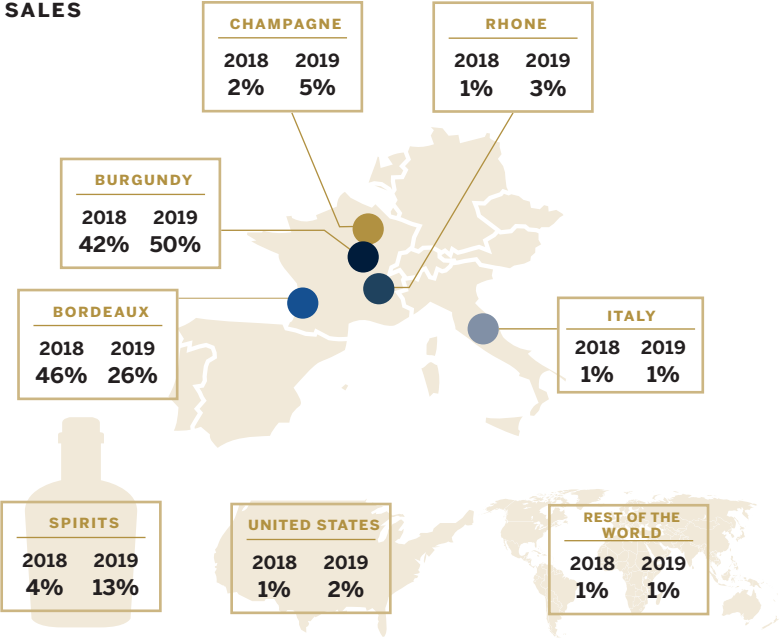 SALES
CHAMPAGNE
2018 2019
2% 5%
RHONE
2018 2019
1% 3%
BURGUNDY
2018 2019
42% 50%
BORDEAUX
2018 2019
46% 26%
ITALY
2018 2019
1% 1%
SPIRITS
2018 2019
4% 13%
UNITED STATES
2018 2019
1% 2%
REST OF THE
WORLD
2018 2019
1% 1%